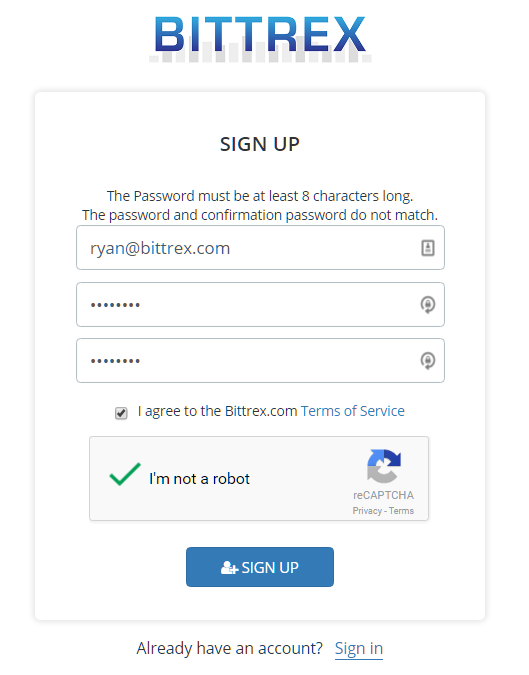 BITTREX
SIGN UP
The Password must be at least 8 characters long.
The password and confirmation password do not match.
ryan@bittrex.com
••••••••
••••••••
I agree to the Bittrex.com Terms of Service
I'm not a robot
reCAPTCHA
Privacy - Terms
SIGN UP
Already have an account? Sign in